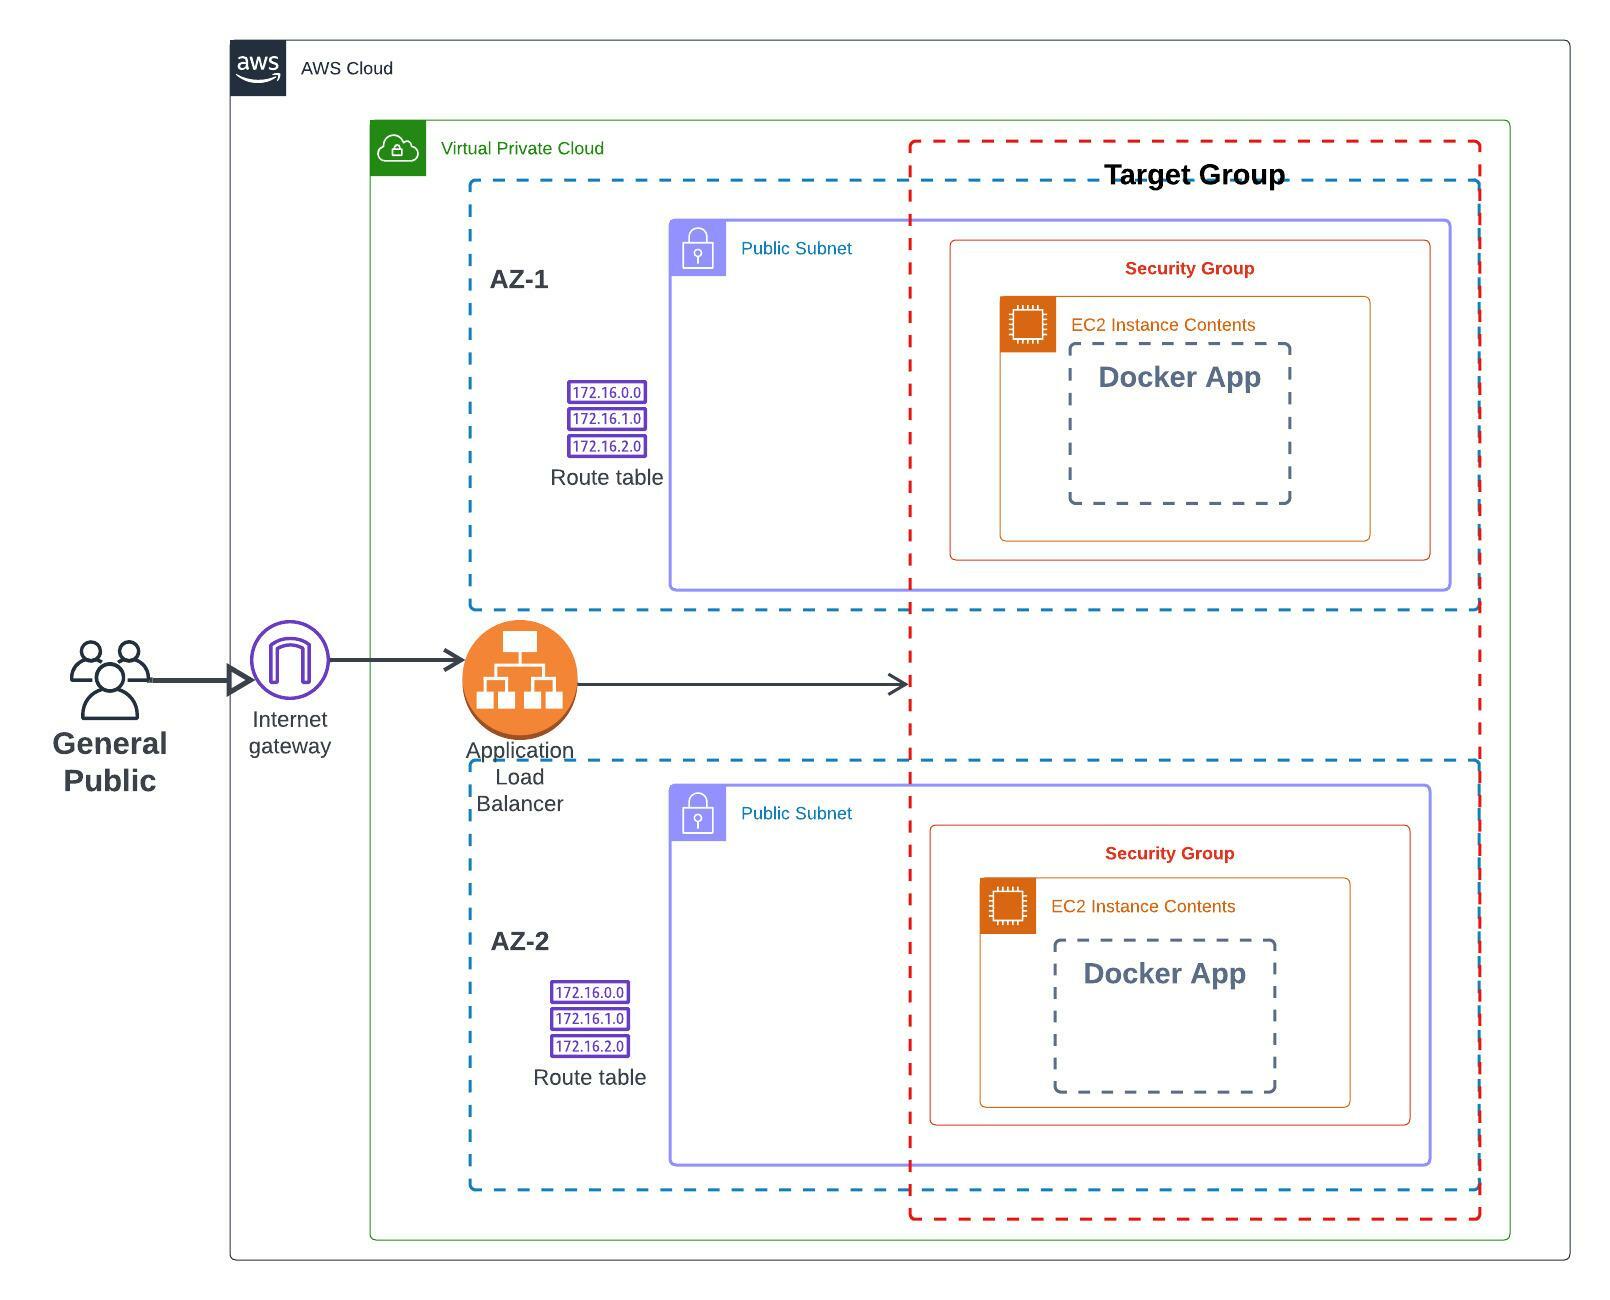 aws
AWS Cloud
Virtual Private Cloud
Target Group
Public Subnet
AZ-1
Security Group
EC2 Instance Contents
Docker App
172.16.0.0
172.16.1.0
172.16.2.0
Route table
General
Public
Internet
gateway
Application
Load
Balancer
Public Subnet
Security Group
EC2 Instance Contents
AZ-2
Docker App
172.16.0.0
172.16.1.0
172.16.2.0
Route table